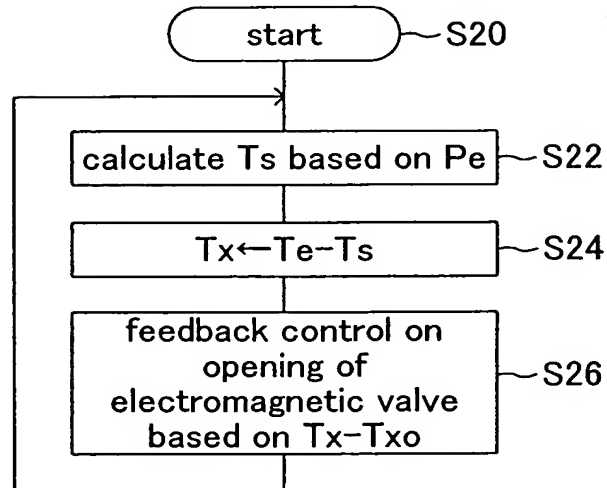 start
S20
calculate Ts based on Pe
S22
Tx←Te-Ts
S24
feedback control on
opening of
electromagnetic valve
based on Tx-Txo
S26